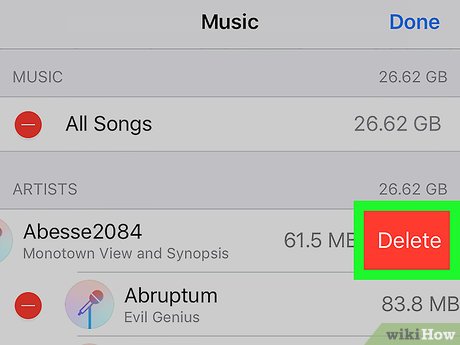 Music Done
MUSIC 26.62 GB
All Songs 26.62 GB
ARTISTS 26.62 GB
Abesse2084
Monotown View and Synopsis 61.5 MB Delete
Abruptum
Evil Genius 83.8 MB
wikiHow